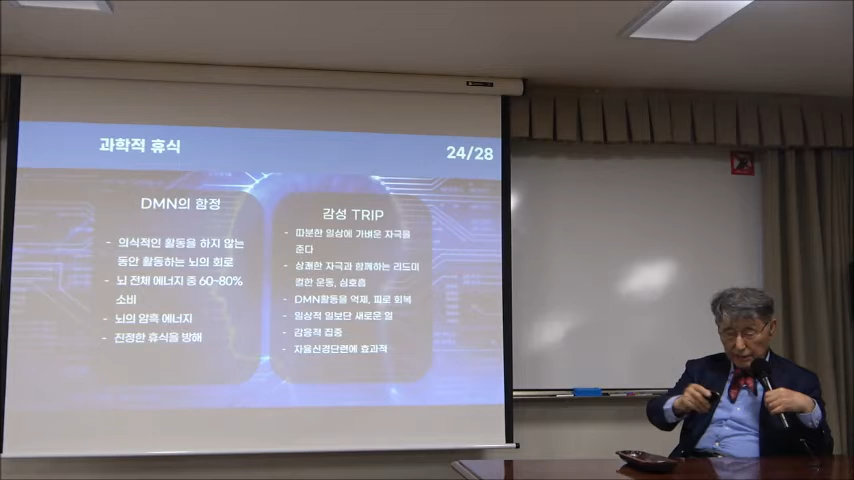 과학적 휴식
24/28
DMN의 함정
- 의식적인 활동을 하지 않는
동안 활동하는 뇌의 회로
- 뇌 전체 에너지 중 60-80%
소비
- 뇌의 암흑 에너지
- 진정한 휴식을 방해
감성 TRIP
- 따분한 일상에 가벼운 자극을
준다
- 상쾌한 자극과 함께하는 리드미
컬한 운동, 심호흡
- DMN활동을 억제, 피로 회복
- 일상적 일보단 새로운 일
- 감응적 집중
- 자율신경단련에 효과적